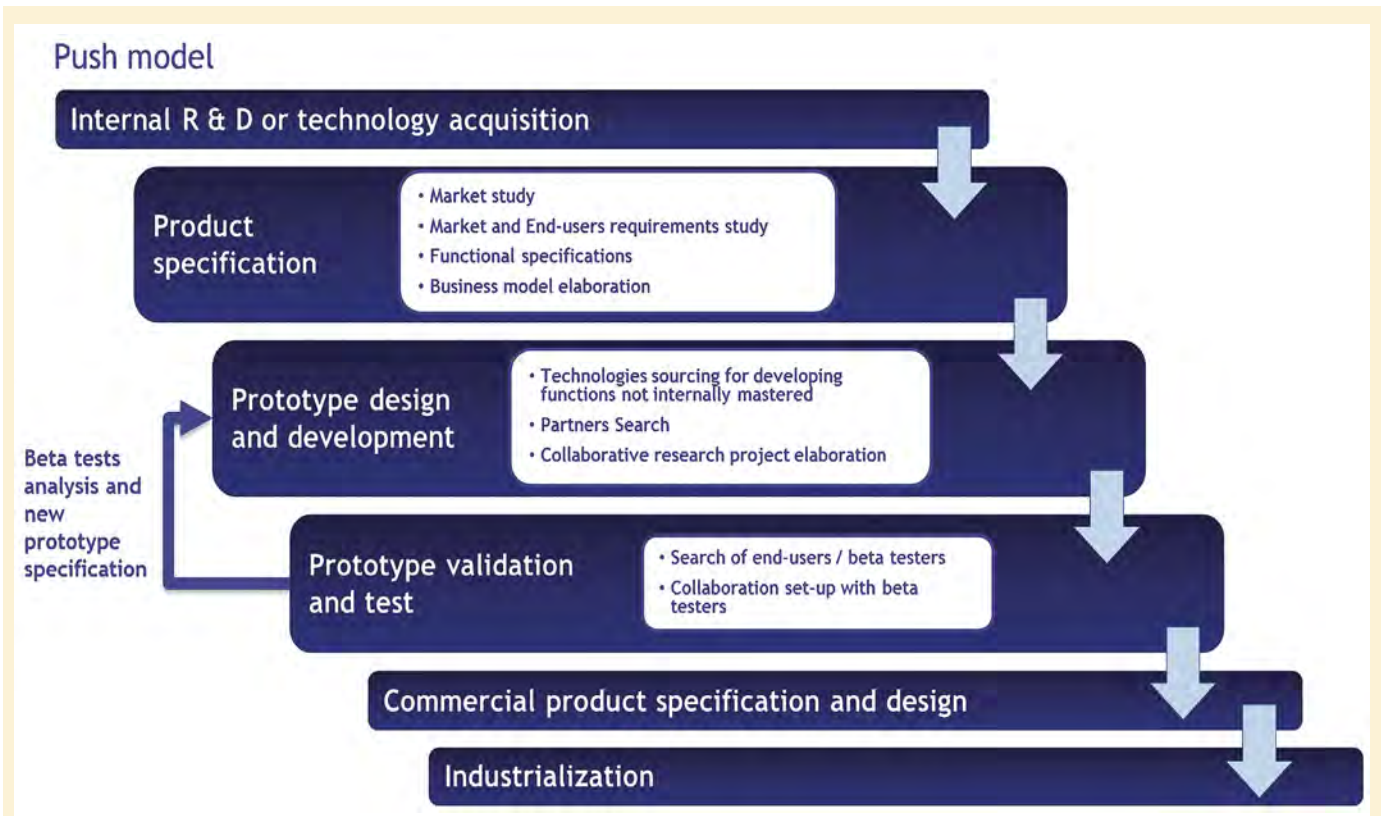 Push model
Internal R & D or technology acquisition
Product
specification
• Market study
• Market and End-users requirements study
• Functional specifications
• Business model elaboration
Prototype design
and development
• Technologies sourcing for developing
functions not internally mastered
• Partners Search
• Collaborative research project elaboration
Beta tests
analysis and
new
prototype
specification
Prototype validation
and test
• Search of end-users / beta testers
• Collaboration set-up with beta
testers
Commercial product specification and design
Industrialization